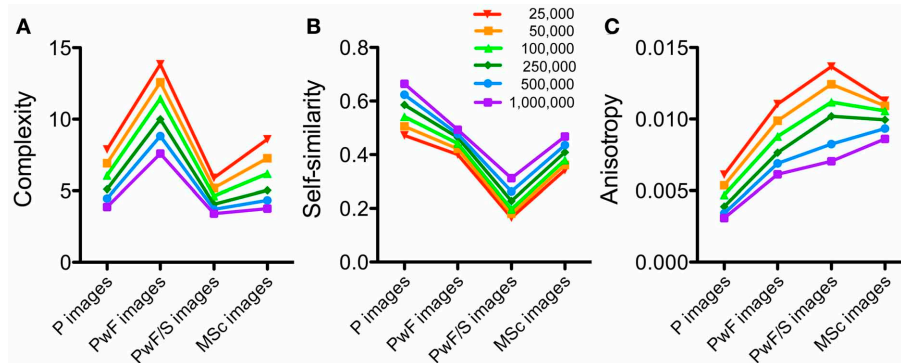 A
Complexity
15
10
5
0
P images
PwF images
PwF/S images
MSc images
B
Self-similarity
0.8
0.6
0.4
0.2
0.0
25,000
50,000
100,000
250,000
500,000
1,000,000
P images
PwF images
PwF/S images
MSc images
C
Anisotropy
0.015
0.010
0.005
0.000
P images
PwF images
PwF/S images
MSc images